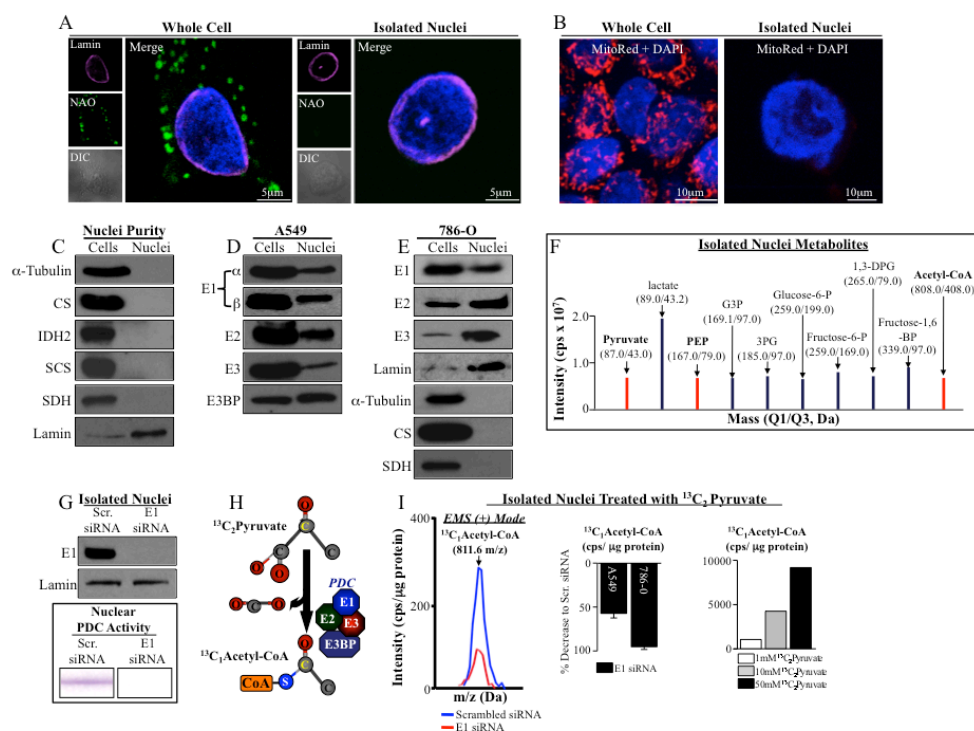 A
Whole Cell
Isolated Nuclei
Lamin
Merge
NAO
DIC
5µm
Lamin
Merge
NAO
DIC
5µm
B
Whole Cell
Isolated Nuclei
MitoRed + DAPI
MitoRed + DAPI
10µm
10µm
C
Nuclei Purity
Cells Nuclei
α-Tubulin
CS
IDH2
SCS
SDH
Lamin
D
A549
Cells Nuclei
E1
α
β
E2
E3
E3BP
E
786-O
Cells Nuclei
E1
E2
E3
Lamin
α-Tubulin
CS
SDH
F
Isolated Nuclei Metabolites
Intensity (cps x 10⁷)
2.0
1.0
0
Pyruvate
(87.0/43.0)
lactate
(89.0/43.2)
PEP
(167.0/79.0)
G3P
(169.1/97.0)
3PG
(185.0/97.0)
Glucose-6-P
(259.0/199.0)
Fructose-6-P
(259.0/169.0)
1,3-DPG
(265.0/79.0)
Fructose-1,6
-BP
(339.0/97.0)
Acetyl-CoA
(808.0/408.0)
Mass (Q1/Q3, Da)
G
Isolated Nuclei
Scr. E1
siRNA siRNA
E1
Lamin
Nuclear
PDC Activity
Scr. E1
siRNA siRNA
H
¹³C₂Pyruvate
O
C
C
C
O
O
O C O
PDC
E1
E2
E3
E3BP
¹³C₁Acetyl-CoA
O
C
C
S
CoA
I
Isolated Nuclei Treated with ¹³C₂ Pyruvate
EMS (+) Mode
¹³C₁Acetyl-CoA
(811.6 m/z)
Intensity (cps/µg protein)
400
200
0
m/z (Da)
Scrambled siRNA
E1 siRNA
¹³C₁Acetyl-CoA
(cps/ µg protein)
% Decrease to Scr. siRNA
0
50
100
A549
786-0
E1 siRNA
¹³C₁Acetyl-CoA
(cps/ µg protein)
10000
5000
0
1mM¹³C₂Pyruvate
10mM¹³C₂Pyruvate
50mM¹³C₂Pyruvate